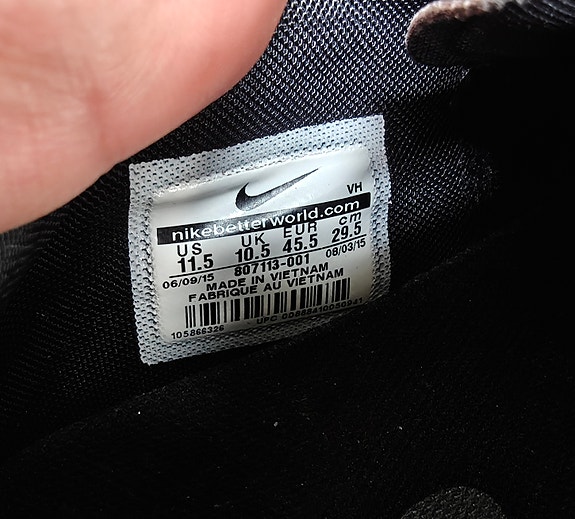 VH
nikebetterworld.com
US UK EUR cm
11.5 10.5 45.5 29.5
06/09/15 807113-001 08/03/15
MADE IN VIETNAM
FABRIQUE AU VIETNAM
105866326 UPC